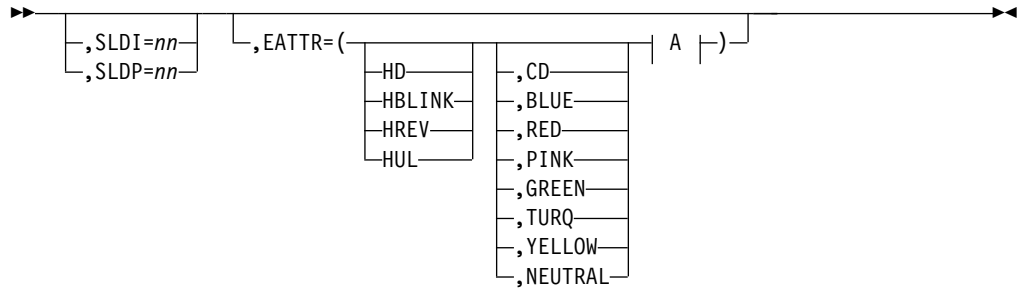 ,SLDI=nn
,SLDP=nn
,EATTR=(
HD
HBLINK
HREV
HUL
,CD
,BLUE
,RED
,PINK
,GREEN
,TURQ
,YELLOW
,NEUTRAL
A )